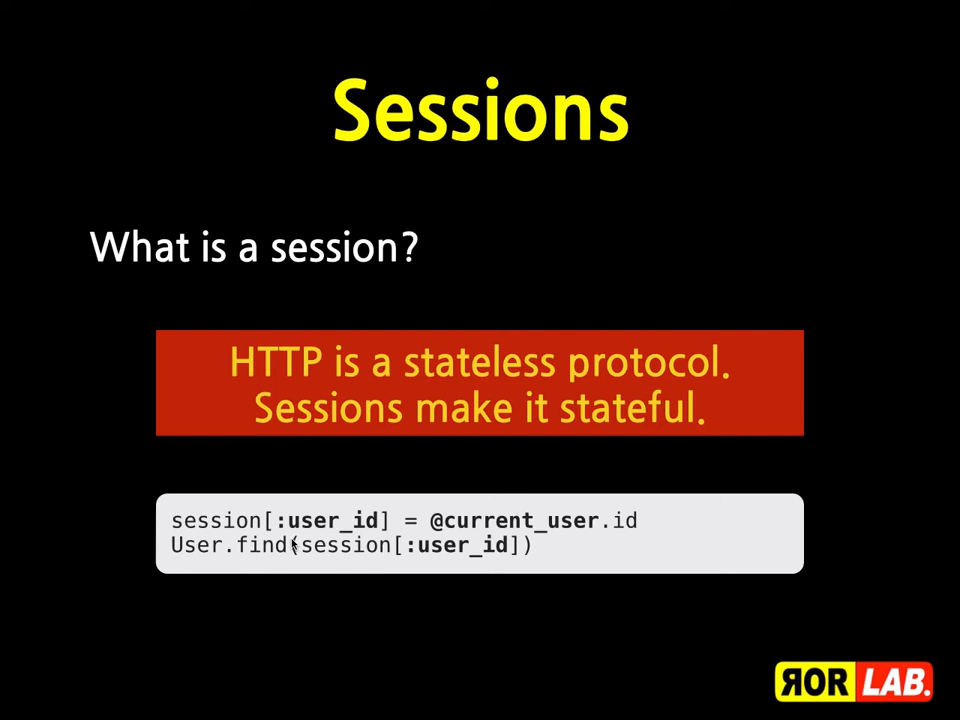 Sessions
What is a session?
HTTP is a stateless protocol.
Sessions make it stateful.
session[:user_id] = @current_user.id
User.find(session[:user_id])
ЯOR LAB.